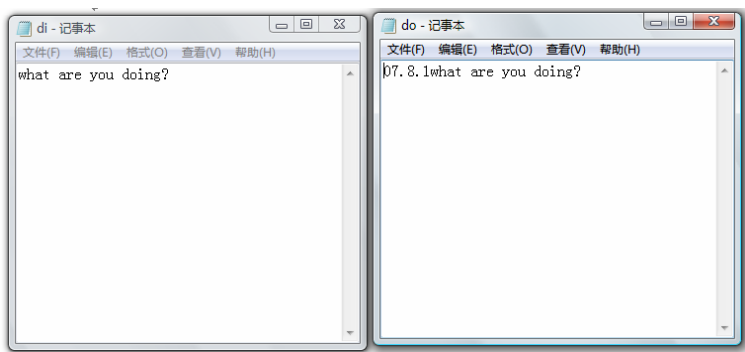 di - 记事本
文件(F) 编辑(E) 格式(O) 查看(V) 帮助(H)
what are you doing?
do - 记事本
文件(F) 编辑(E) 格式(O) 查看(V) 帮助(H)
07.8.1what are you doing?